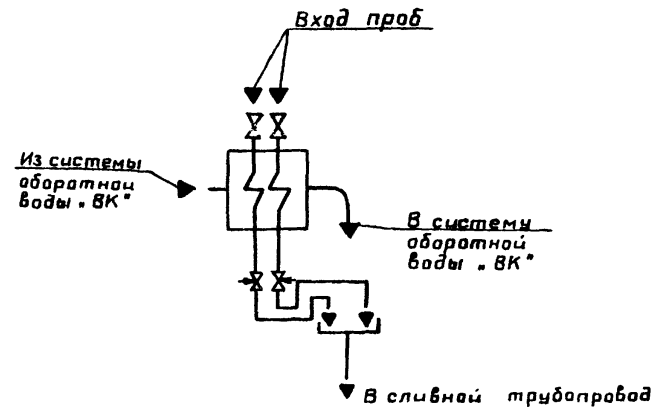 Вход проб
Из системы
оборотной
воды „ВК"
В систему
оборотной
воды „ВК"
В сливной трубопровод